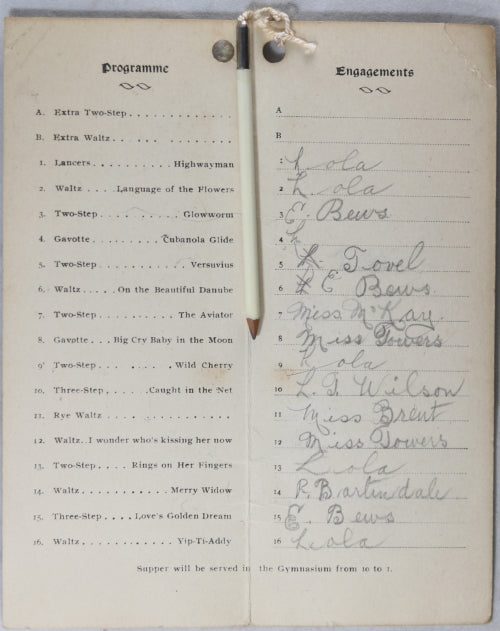 Programme
A. Extra Two-Step . . . . . . . . . . . . .
B. Extra Waltz . . . . . . . . . . . . . . .
1. Lancers . . . . . . . . . . Highwayman
2. Waltz . . . . Language of the Flowers
3. Two-Step . . . . . . . . . . Glowworm
4. Gavotte . . . . . . . . . Cubanola Glide
5. Two-Step . . . . . . . . . . . Versuvius
6. Waltz . . . . . On the Beautiful Danube
7. Two-Step . . . . . . . . . . The Aviator
8. Gavotte . . . Big Cry Baby in the Moon
9. Two-Step . . . . . . . . Wild Cherry
10. Three-Step . . . . . Caught in the Net
11. Rye Waltz . . . . . . . . . . . . . . . .
12. Waltz. I wonder who's kissing her now
13. Two-Step . . . . Rings on Her Fingers
14. Waltz . . . . . . . . . . . Merry Widow
15. Three-Step . . . . Love's Golden Dream
16. Waltz . . . . . . . . . . . . Yip-Ti-Addy
Engagements
A
B
1 Lola
2 Lola
3 E. Bews
4 L
5 Tovel
6 E Bews
7 Miss McKay
8 Miss Towers
9 Lola
10 L. T. Wilson
11 Miss Brent
12 Miss Towers
13 Lola
14 R. Bartindale
15 E. Bews
16 Lola
Supper will be served in the Gymnasium from 10 to 1.